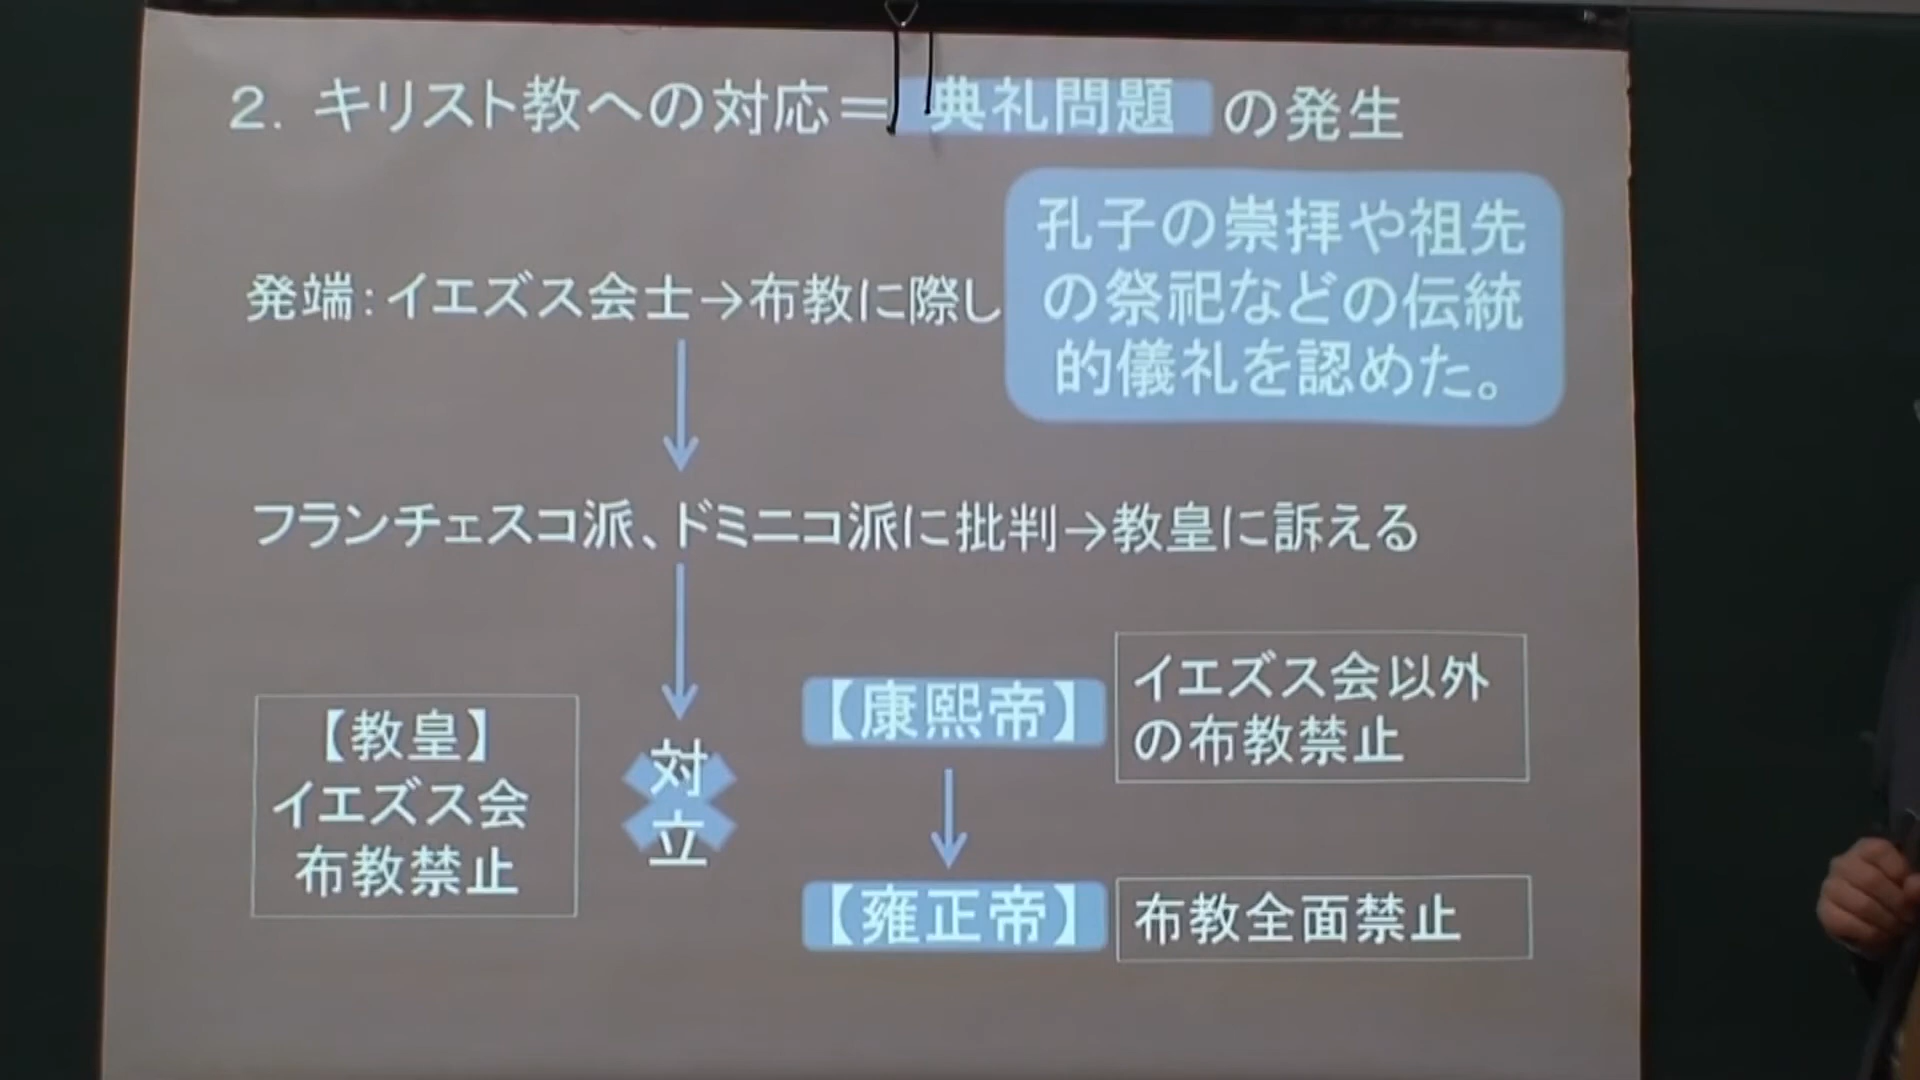 ２．キリスト教への対応＝典礼問題の発生
孔子の崇拝や祖先
の祭祀などの伝統
的儀礼を認めた。
発端：イエズス会士→布教に際し
フランチェスコ派、ドミニコ派に批判→教皇に訴える
【教皇】
イエズス会
布教禁止
対
立
【康熙帝】
イエズス会以外
の布教禁止
【雍正帝】
布教全面禁止